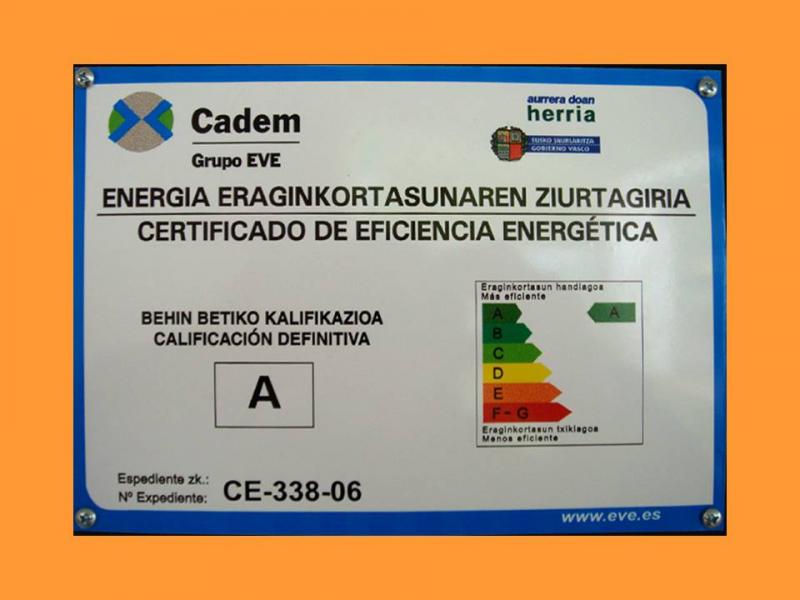 Cadem
Grupo EVE
aurrera doan
herria
EUSKO JAURLARITZA
GOBIERNO VASCO
ENERGIA ERAGINKORTASUNAREN ZIURTAGIRIA
CERTIFICADO DE EFICIENCIA ENERGÉTICA
BEHIN BETIKO KALIFIKAZIOA
CALIFICACIÓN DEFINITIVA
A
Eraginkortasun handiagoa
Más eficiente
A A
B
C
D
E
F-G
Eraginkortasun txikiagoa
Menos eficiente
Espediente zk.:
Nº Expediente: CE-338-06
www.eve.es